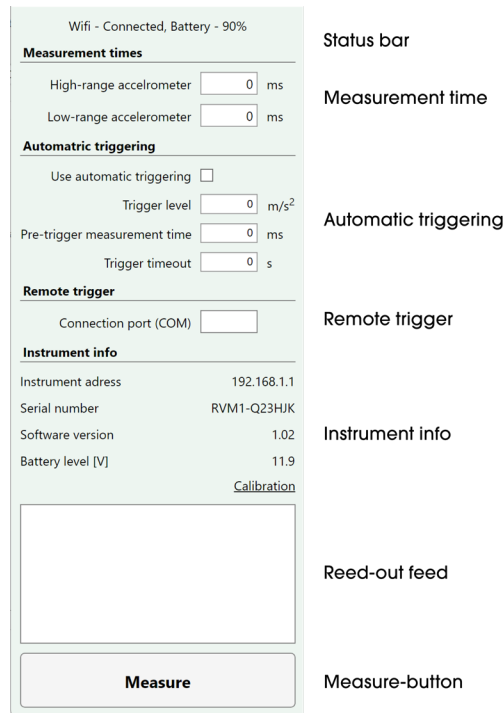 Wifi - Connected, Battery - 90%
Status bar
Measurement times
High-range accelrometer 0 ms
Measurement time
Low-range accelerometer 0 ms
Automatric triggering
Use automatic triggering
Trigger level 0 m/s²
Automatic triggering
Pre-trigger measurement time 0 ms
Trigger timeout 0 s
Remote trigger
Remote trigger
Connection port (COM)
Instrument info
Instrument adress 192.168.1.1
Serial number RVM1-Q23HJK
Software version 1.02
Instrument info
Battery level [V] 11.9
Calibration
Reed-out feed
Measure
Measure-button